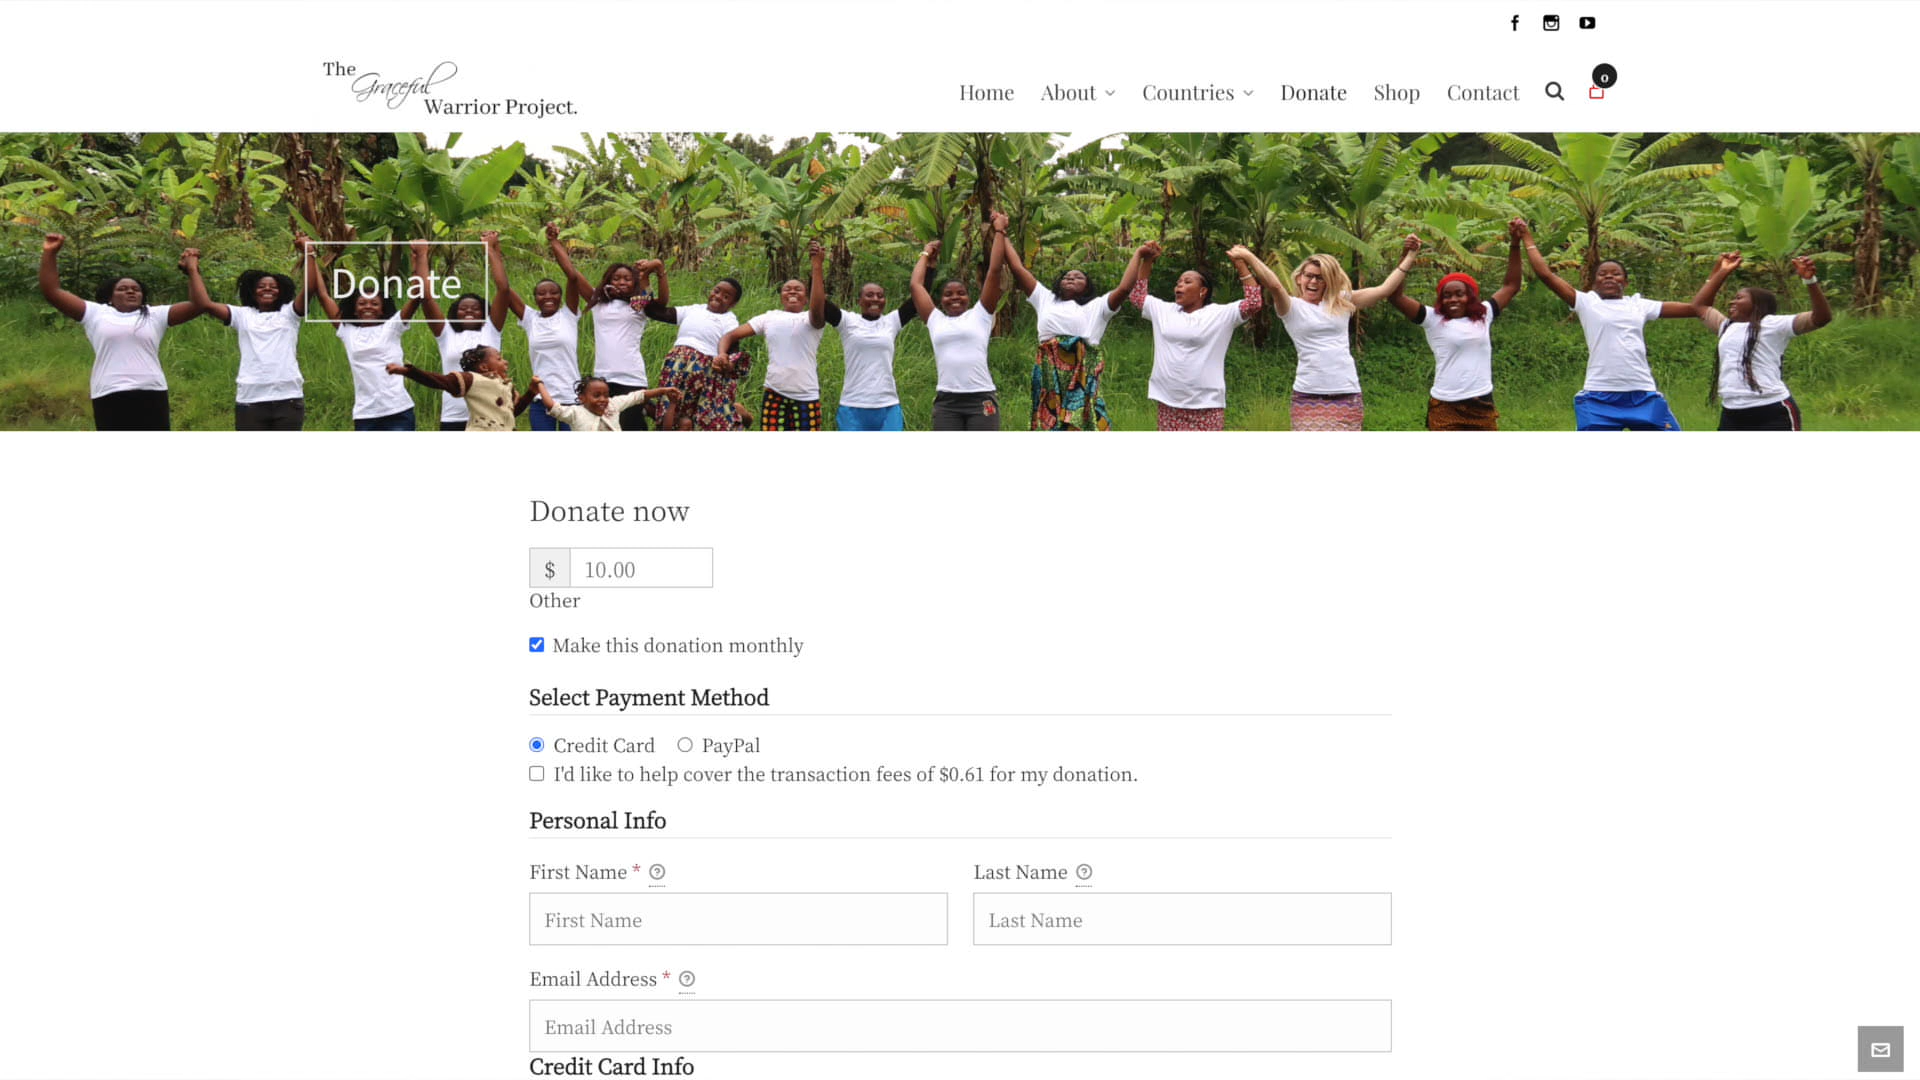 The Graceful Warrior Project.
Home About Countries Donate Shop Contact 0
Donate
Donate now
$ 10.00
Other
Make this donation monthly
Select Payment Method
Credit Card PayPal
I'd like to help cover the transaction fees of $0.61 for my donation.
Personal Info
First Name * ? Last Name ?
First Name Last Name
Email Address * ?
Email Address
Credit Card Info